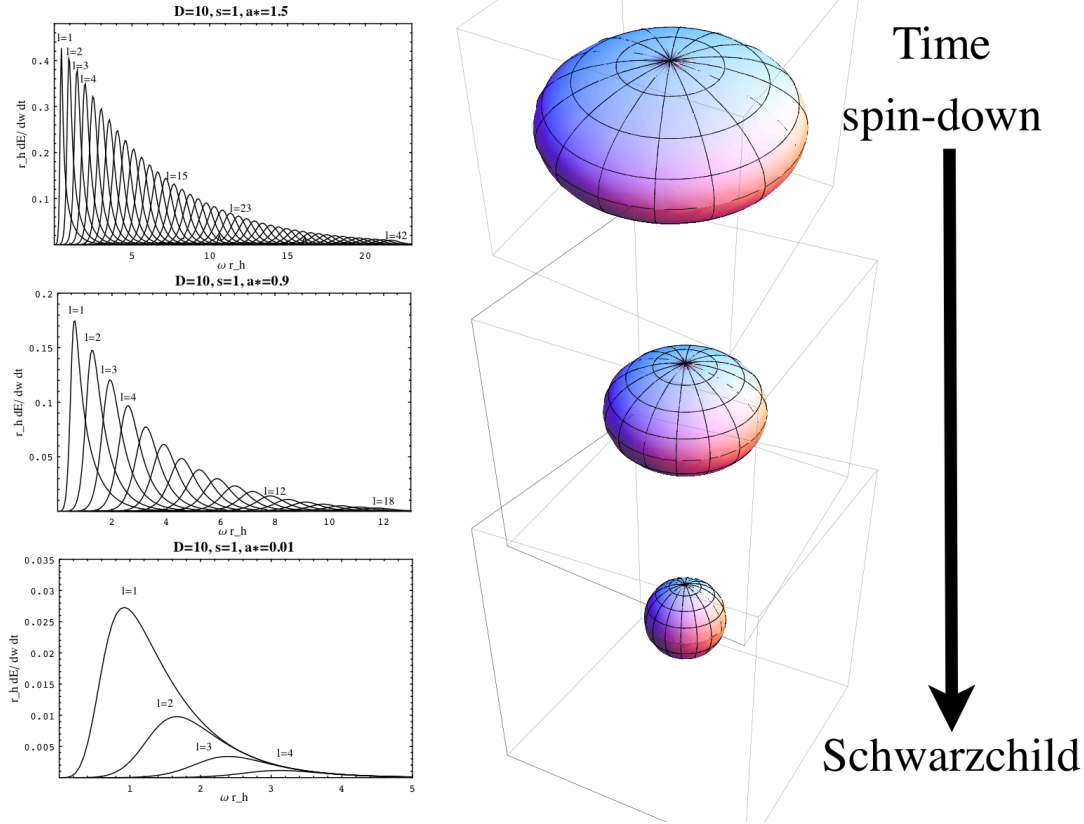 D=10, s=1, a*=1.5
r_h dE/ dw dt
0.4
0.3
0.2
0.1
l=1
l=2
l=3
l=4
l=15
l=23
l=42
5
10
15
20
ω r_h
D=10, s=1, a*=0.9
r_h dE/ dw dt
0.2
0.15
0.1
0.05
l=1
l=2
l=3
l=4
l=12
l=18
2
4
6
8
10
12
ω r_h
D=10, s=1, a*=0.01
r_h dE/ dw dt
0.035
0.03
0.025
0.02
0.015
0.01
0.005
l=1
l=2
l=3
l=4
1
2
3
4
5
ω r_h
Time
spin-down
Schwarzchild